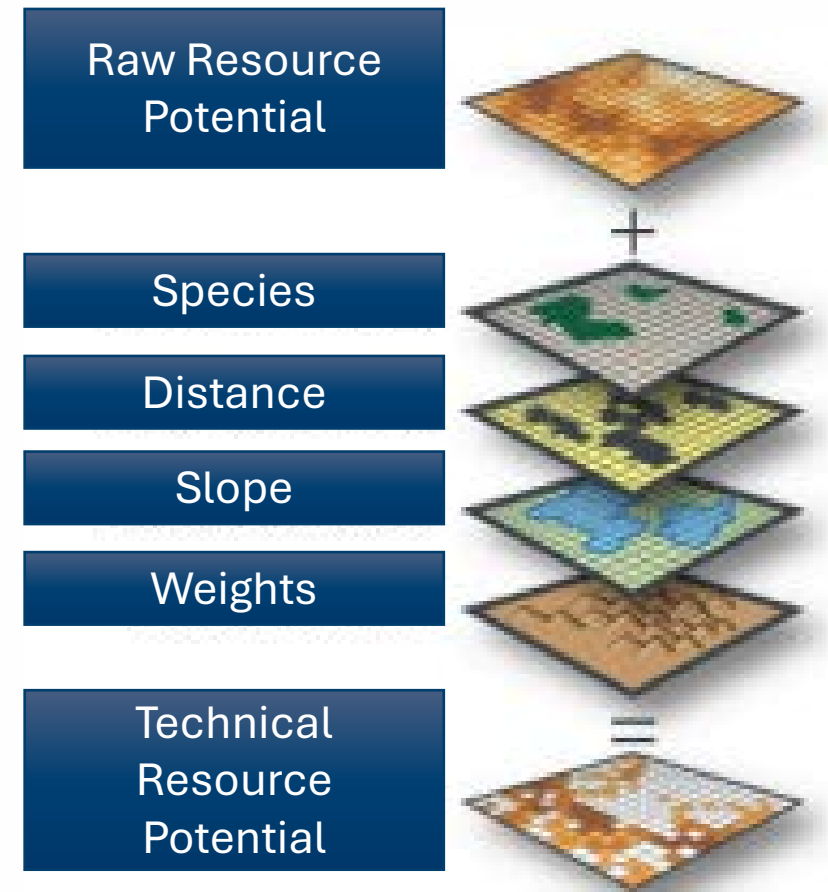 Raw Resource
Potential
+
Species
Distance
Slope
Weights
=
Technical
Resource
Potential